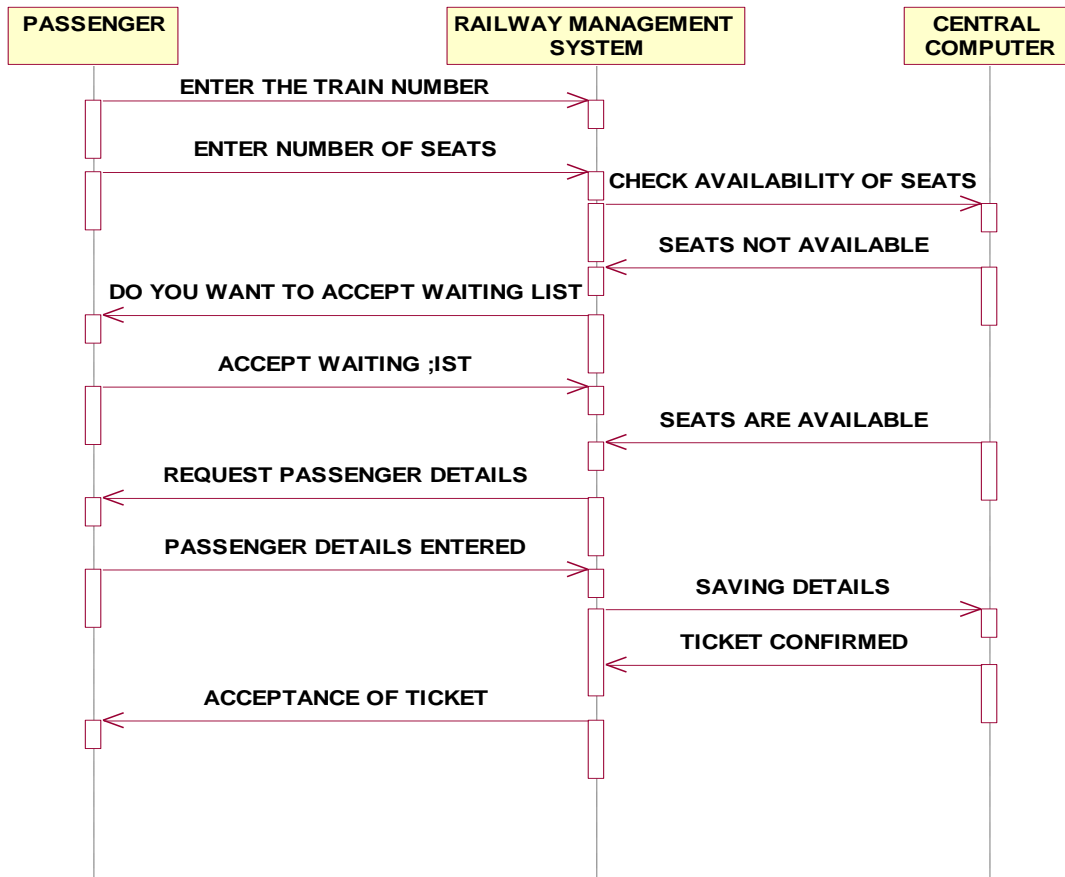 PASSENGER
RAILWAY MANAGEMENT
SYSTEM
CENTRAL
COMPUTER
ENTER THE TRAIN NUMBER
ENTER NUMBER OF SEATS
CHECK AVAILABILITY OF SEATS
SEATS NOT AVAILABLE
DO YOU WANT TO ACCEPT WAITING LIST
ACCEPT WAITING ;IST
SEATS ARE AVAILABLE
REQUEST PASSENGER DETAILS
PASSENGER DETAILS ENTERED
SAVING DETAILS
TICKET CONFIRMED
ACCEPTANCE OF TICKET